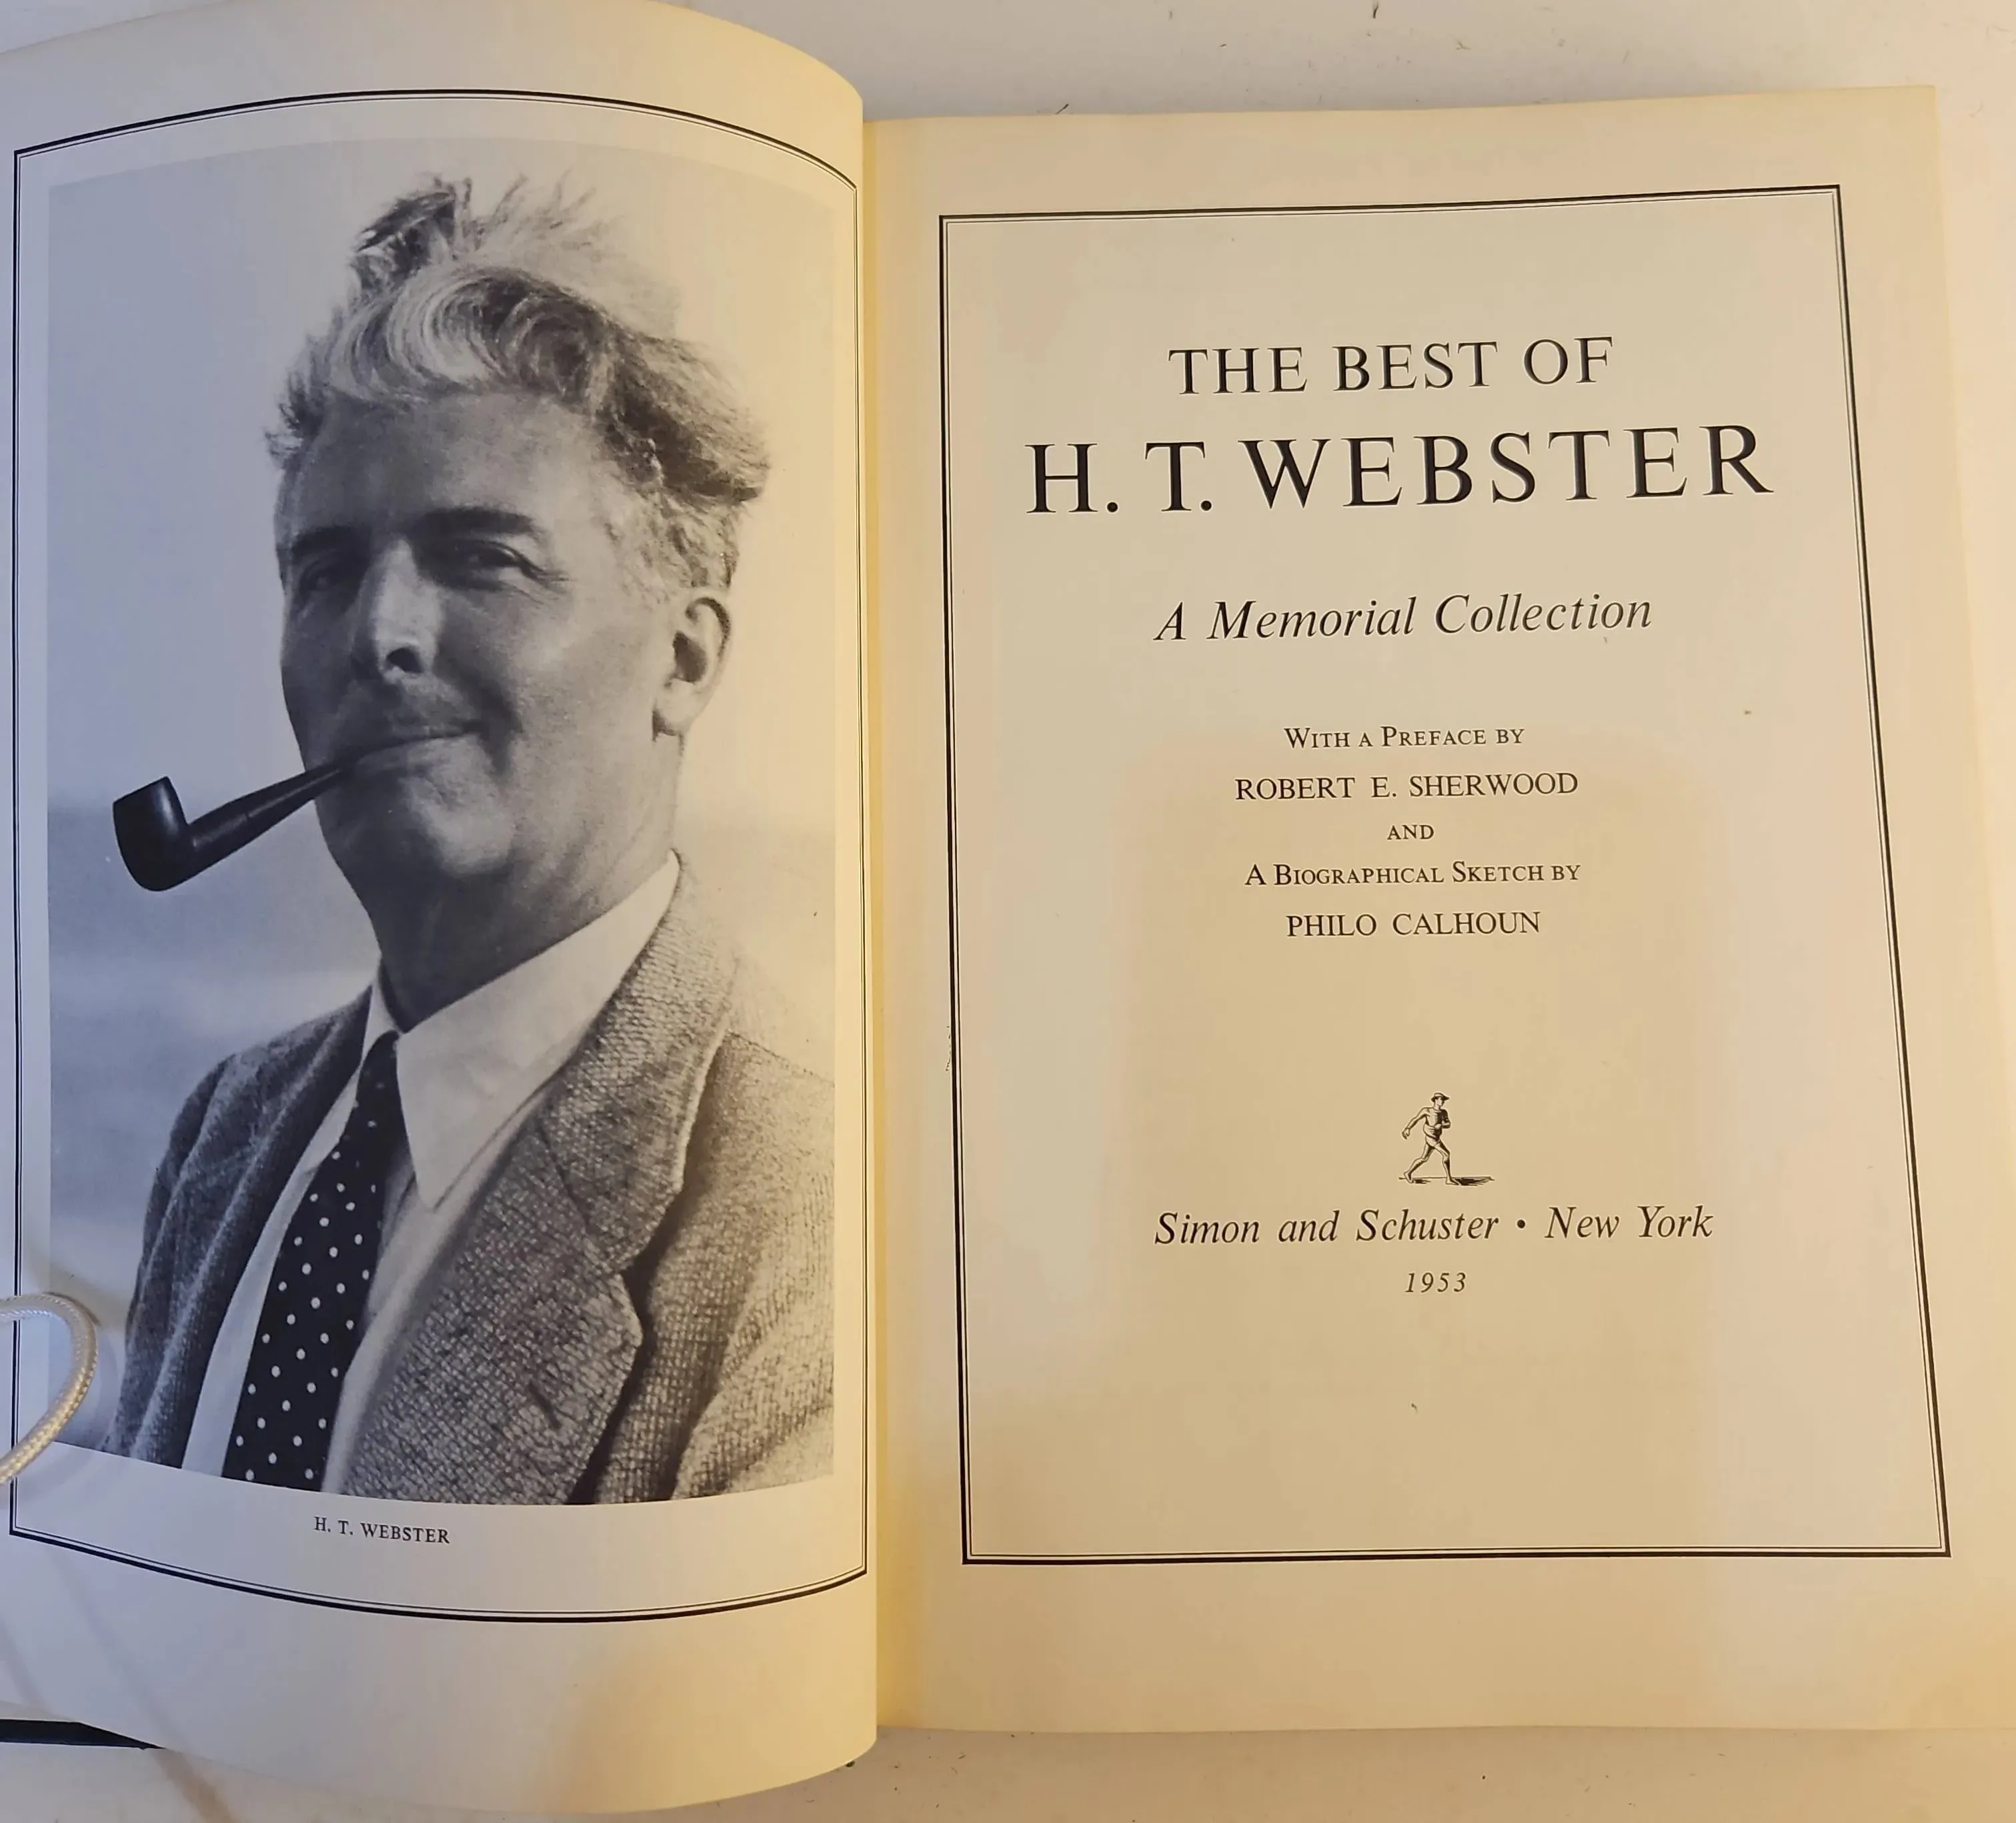 H. T. WEBSTER
THE BEST OF
H. T. WEBSTER
A Memorial Collection
WITH A PREFACE BY
ROBERT E. SHERWOOD
AND
A BIOGRAPHICAL SKETCH BY
PHILO CALHOUN
Simon and Schuster • New York
1953